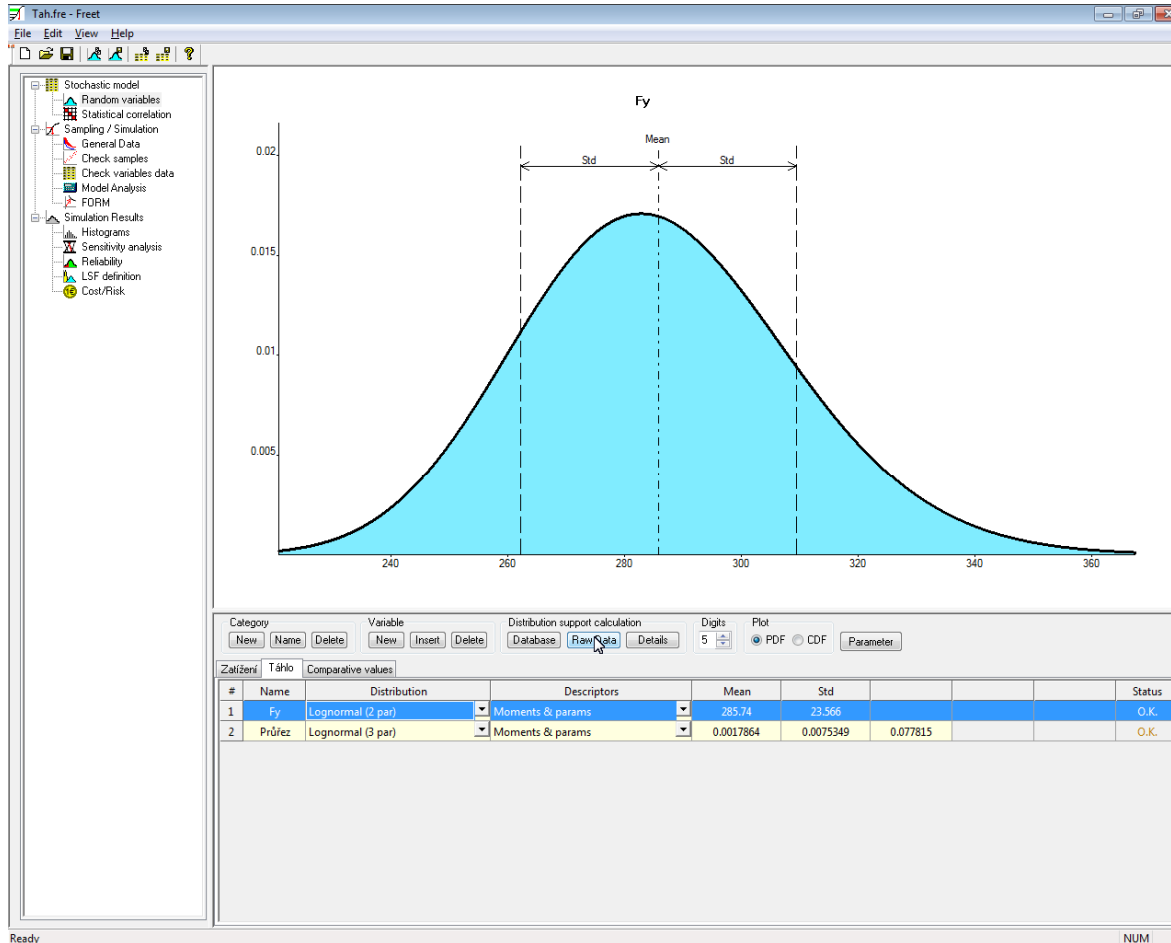 Tah.fre - Freet
File Edit View Help
Stochastic model
Random variables
Statistical correlation
Sampling / Simulation
General Data
Check samples
Check variables data
Model Analysis
FORM
Simulation Results
Histograms
Sensitivity analysis
Reliability
LSF definition
Cost/Risk
Fy
Mean
Std Std
0.02
0.015
0.01
0.005
240 260 280 300 320 340 360
Category Variable Distribution support calculation Digits Plot
New Name Delete New Insert Delete Database Raw Data Details 5 PDF CDF Parameter
Zatížení Táhlo Comparative values
# Name Distribution Descriptors Mean Std Status
1 Fy Lognormal (2 par) Moments & params 285.74 23.566 O.K.
2 Průřez Lognormal (3 par) Moments & params 0.0017864 0.0075349 0.077815 O.K.
Ready NUM